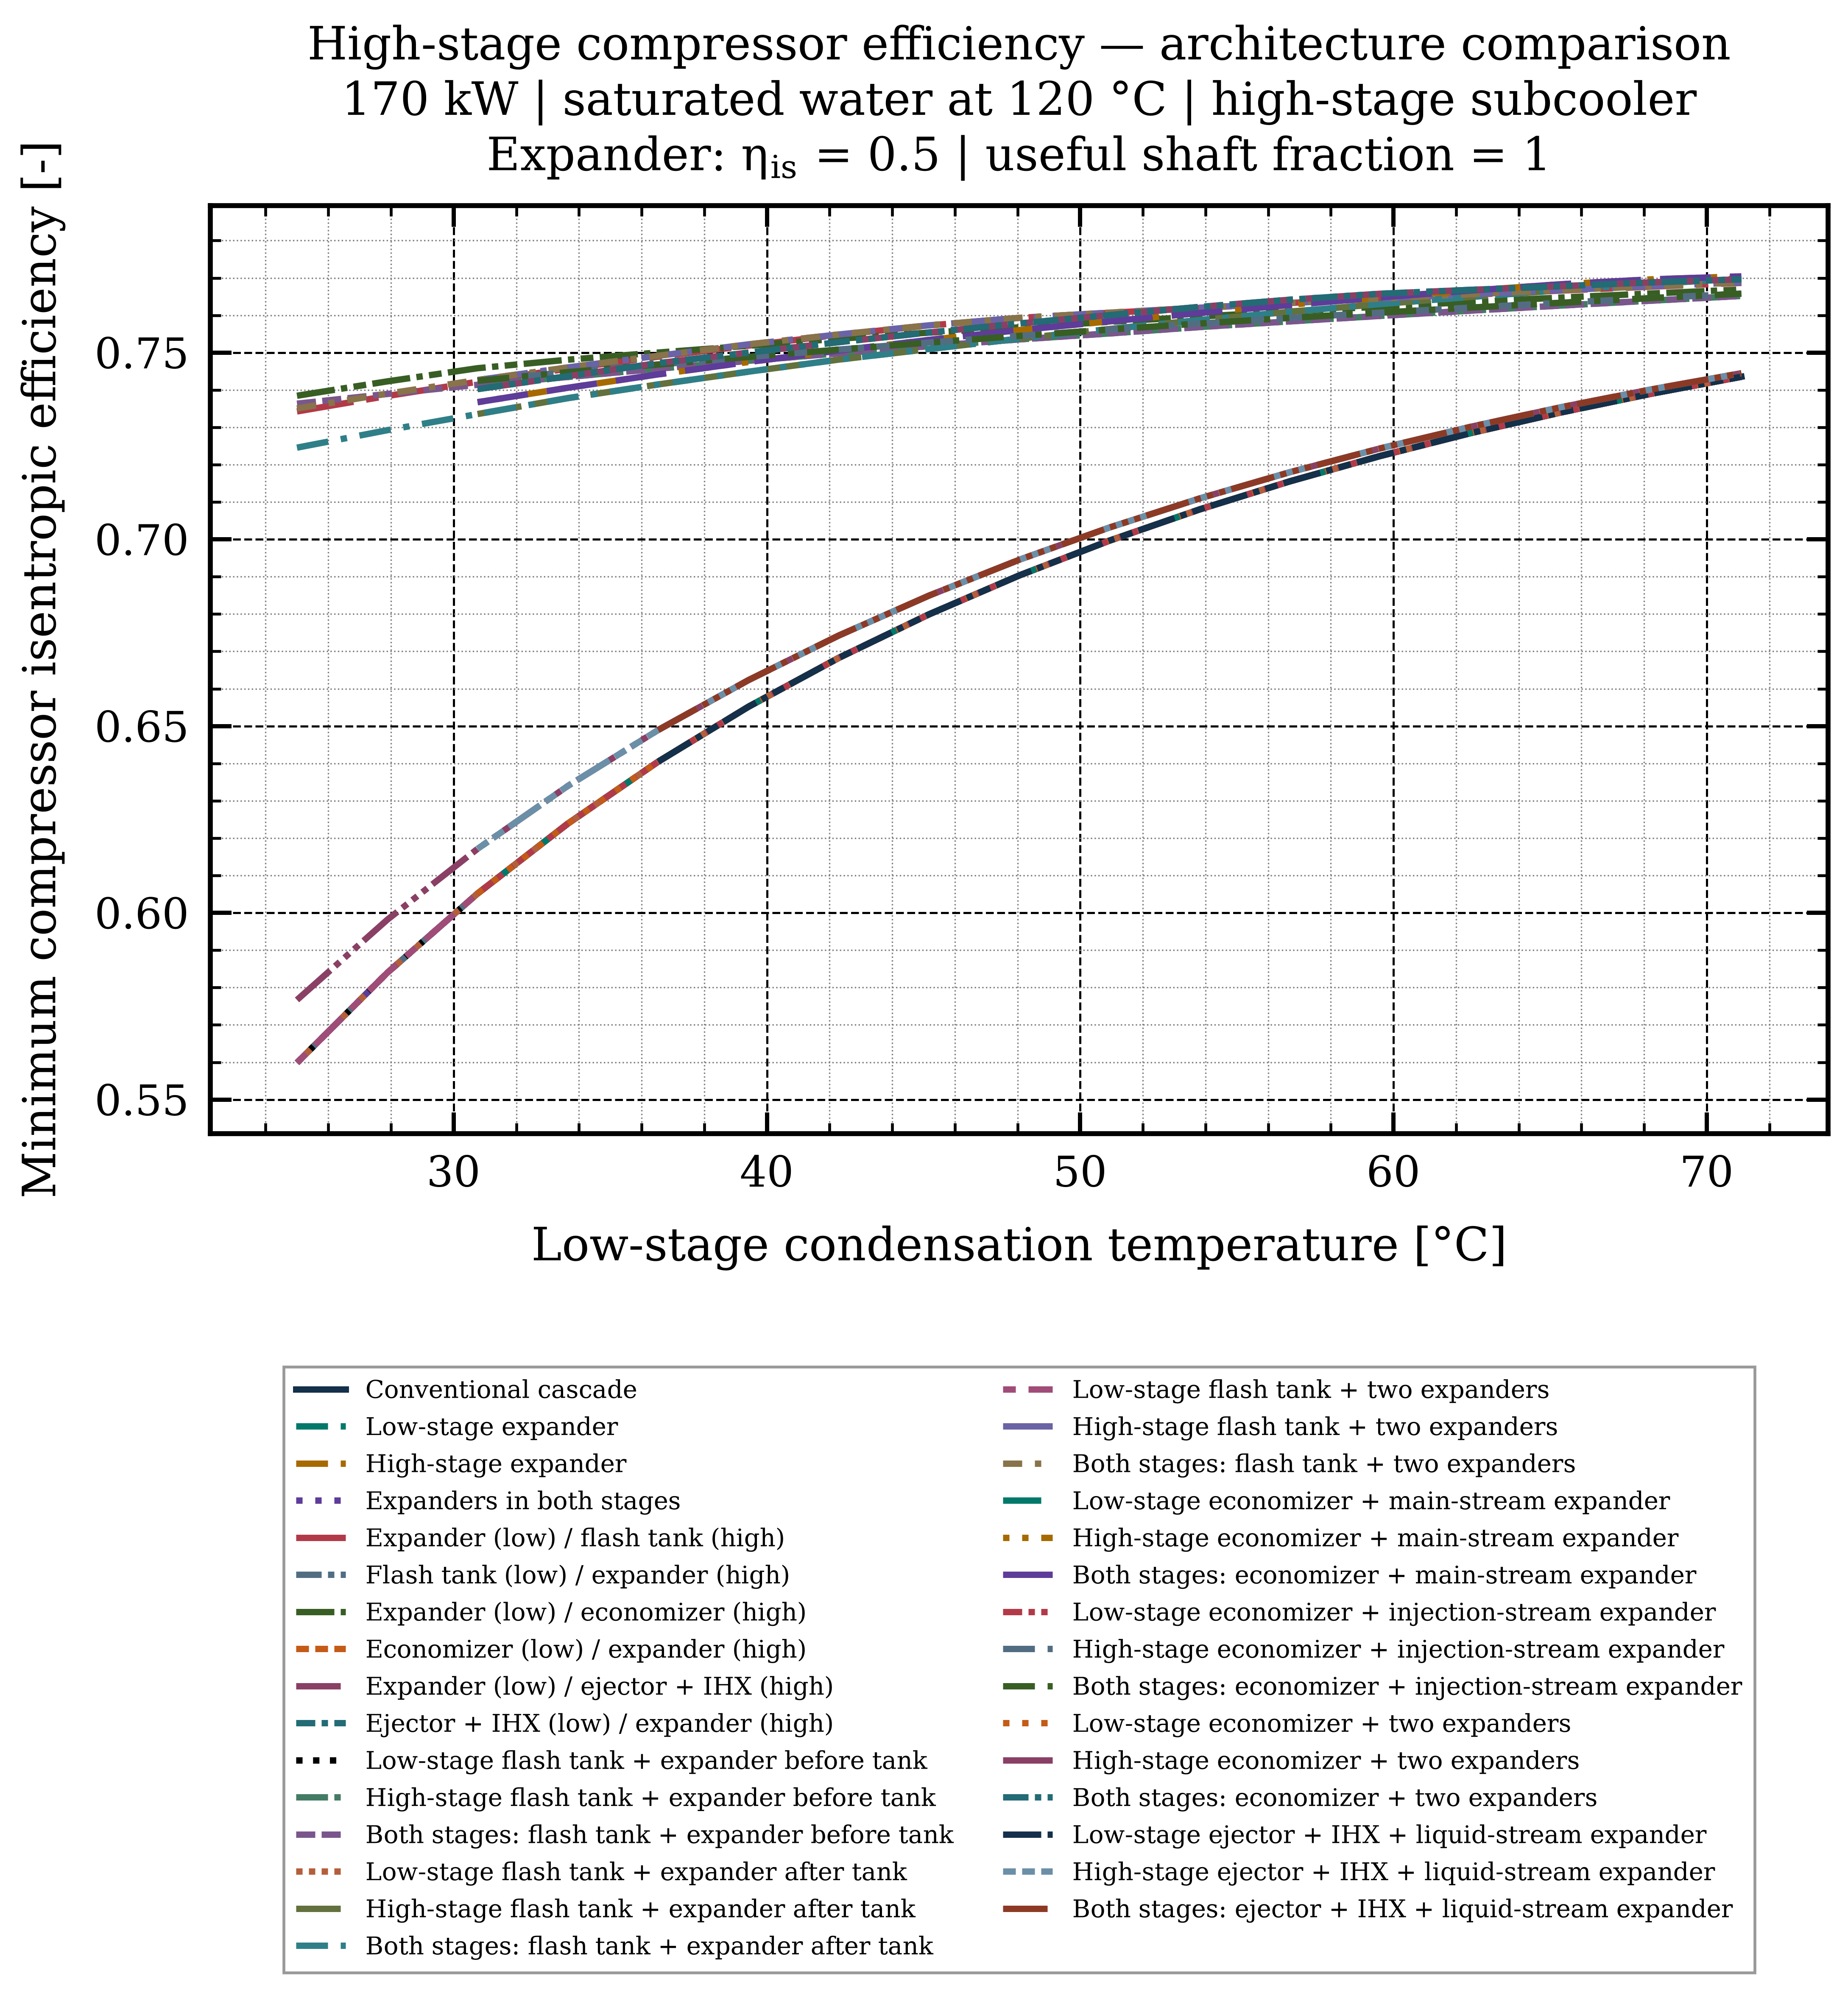 High-stage compressor efficiency — architecture comparison
170 kW | saturated water at 120 °C | high-stage subcooler
Expander: ηis = 0.5 | useful shaft fraction = 1
Minimum compressor isentropic efficiency [-]
0.75
0.70
0.65
0.60
0.55
30 40 50 60 70
Low-stage condensation temperature [°C]
Conventional cascade
Low-stage expander
High-stage expander
Expanders in both stages
Expander (low) / flash tank (high)
Flash tank (low) / expander (high)
Expander (low) / economizer (high)
Economizer (low) / expander (high)
Expander (low) / ejector + IHX (high)
Ejector + IHX (low) / expander (high)
Low-stage flash tank + expander before tank
High-stage flash tank + expander before tank
Both stages: flash tank + expander before tank
Low-stage flash tank + expander after tank
High-stage flash tank + expander after tank
Both stages: flash tank + expander after tank
Low-stage flash tank + two expanders
High-stage flash tank + two expanders
Both stages: flash tank + two expanders
Low-stage economizer + main-stream expander
High-stage economizer + main-stream expander
Both stages: economizer + main-stream expander
Low-stage economizer + injection-stream expander
High-stage economizer + injection-stream expander
Both stages: economizer + injection-stream expander
Low-stage economizer + two expanders
High-stage economizer + two expanders
Both stages: economizer + two expanders
Low-stage ejector + IHX + liquid-stream expander
High-stage ejector + IHX + liquid-stream expander
Both stages: ejector + IHX + liquid-stream expander